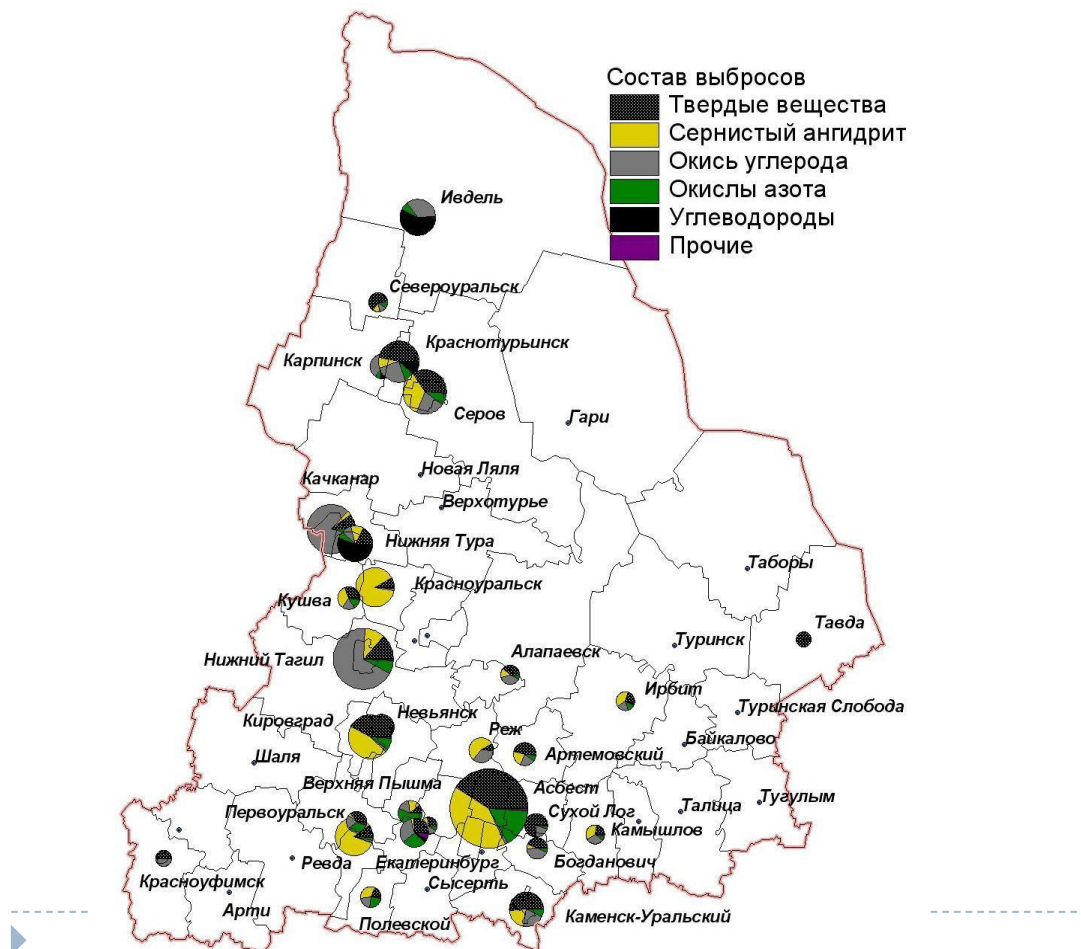 Состав выбросов
Твердые вещества
Сернистый ангидрит
Окись углерода
Окислы азота
Углеводороды
Прочие
Ивдель
Североуральск
Краснотурьинск
Карпинск
Серов
Гари
Новая Ляля
Качканар
Верхотурье
Нижняя Тура
Таборы
Красноуральск
Кушва
Тавда
Туринск
Алапаевск
Нижний Тагил
Ирбит
Туринская Слобода
Невьянск
Кировград
Реж
Байкалово
Артемовский
Шаля
Верхняя Пышма
Асбест
Тугулым
Сухой Лог
Талица
Первоуральск
Камышлов
Ревда
Екатеринбург
Богданович
Красноуфимск
Сысерть
Арти
Полевской
Каменск-Уральский